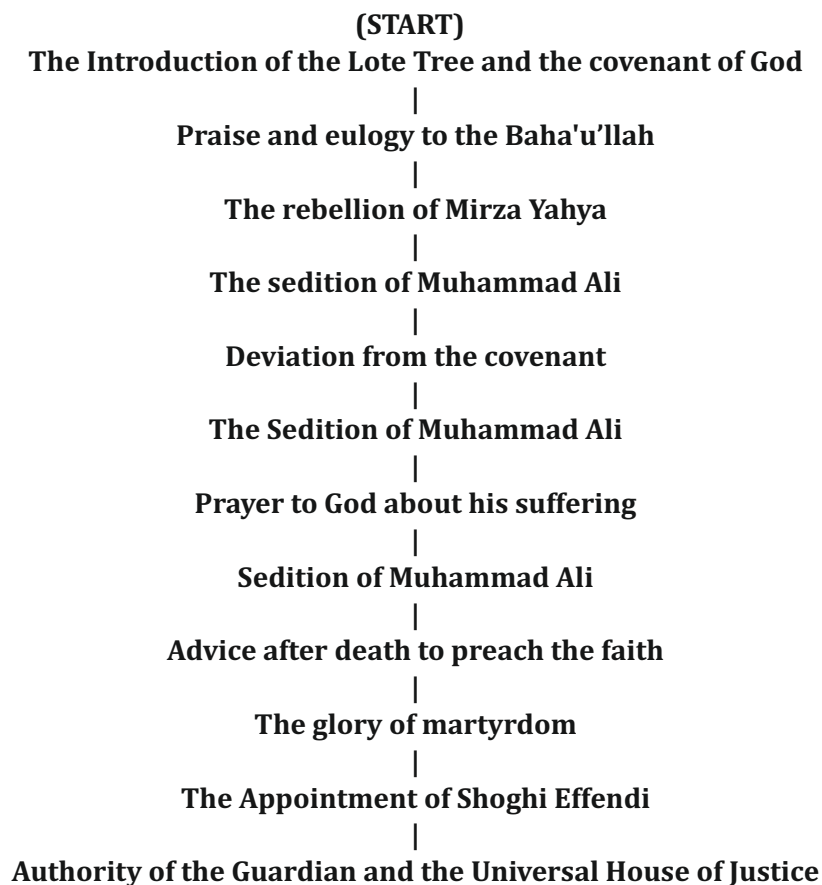 (START)
The Introduction of the Lote Tree and the covenant of God
|
Praise and eulogy to the Baha'u’llah
|
The rebellion of Mirza Yahya
|
The sedition of Muhammad Ali
|
Deviation from the covenant
|
The Sedition of Muhammad Ali
|
Prayer to God about his suffering
|
Sedition of Muhammad Ali
|
Advice after death to preach the faith
|
The glory of martyrdom
|
The Appointment of Shoghi Effendi
|
Authority of the Guardian and the Universal House of Justice